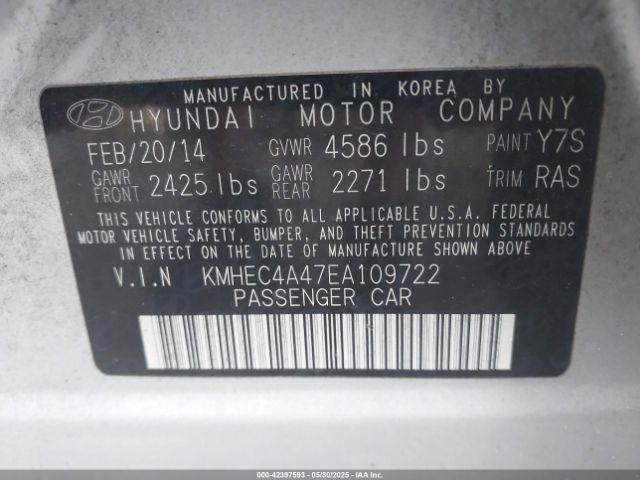 MANUFACTURED IN KOREA BY
HYUNDAI MOTOR COMPANY
FEB/20/14 GVWR 4586 lbs PAINT Y7S
GAWR FRONT 2425 lbs GAWR REAR 2271 lbs TRIM RAS
THIS VEHICLE CONFORMS TO ALL APPLICABLE U.S.A. FEDERAL
MOTOR VEHICLE SAFETY, BUMPER, AND THEFT PREVENTION STANDARDS
IN EFFECT ON THE DATE OF MANUFACTURE SHOWN ABOVE.
V.I.N KMHEC4A47EA109722
PASSENGER CAR
000-42397593 - 05/30/2025 - Copyright © 2025 IAA, LLC